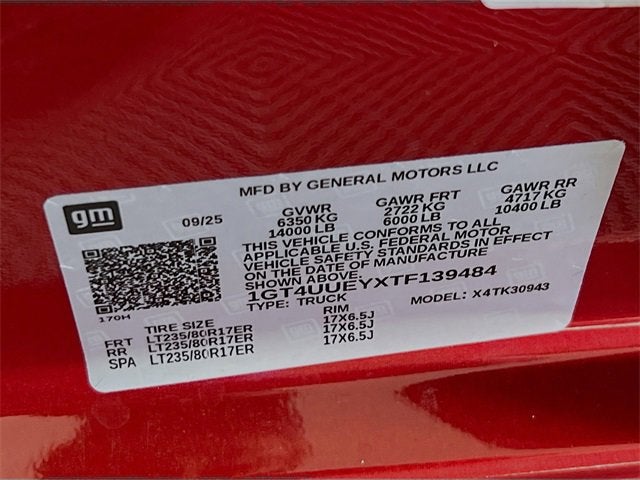 MFD BY GENERAL MOTORS LLC
gm
09/25
GVWR GAWR FRT GAWR RR
6350 KG 2722 KG 4717 KG
14000 LB 6000 LB 10400 LB
THIS VEHICLE CONFORMS TO ALL
APPLICABLE U.S. FEDERAL MOTOR
VEHICLE SAFETY STANDARDS IN EFFECT
ON THE DATE OF MANUFACTURE
SHOWN ABOVE.
1GT4UUEYXTF139484
TYPE: TRUCK MODEL: X4TK30943
170H
TIRE SIZE RIM
FRT LT235/80R17ER 17X6.5J
RR LT235/80R17ER 17X6.5J
SPA LT235/80R17ER 17X6.5J